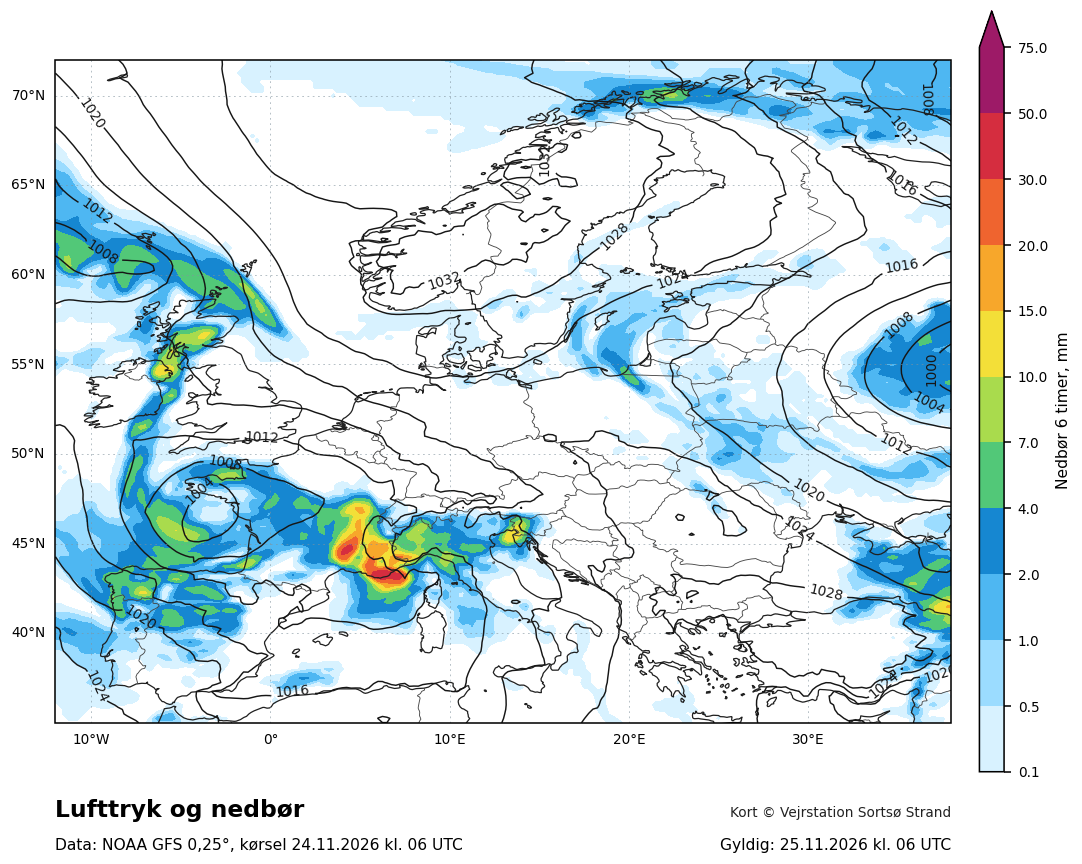 75.0
50.0
30.0
20.0
15.0
10.0
7.0
4.0
2.0
1.0
0.5
0.1
Nedbør 6 timer, mm
70°N
65°N
60°N
55°N
50°N
45°N
40°N
10°W
0°
10°E
20°E
30°E
1020
1008
1012
1016
1012
1008
1028
1032
1024
1016
1008
1000
1004
1012
1012
1008
1004
1020
1024
1028
1020
1024
1016
1024
Lufttryk og nedbør
Kort © Vejrstation Sortsø Strand
Data: NOAA GFS 0,25°, kørsel 24.11.2026 kl. 06 UTC
Gyldig: 25.11.2026 kl. 06 UTC